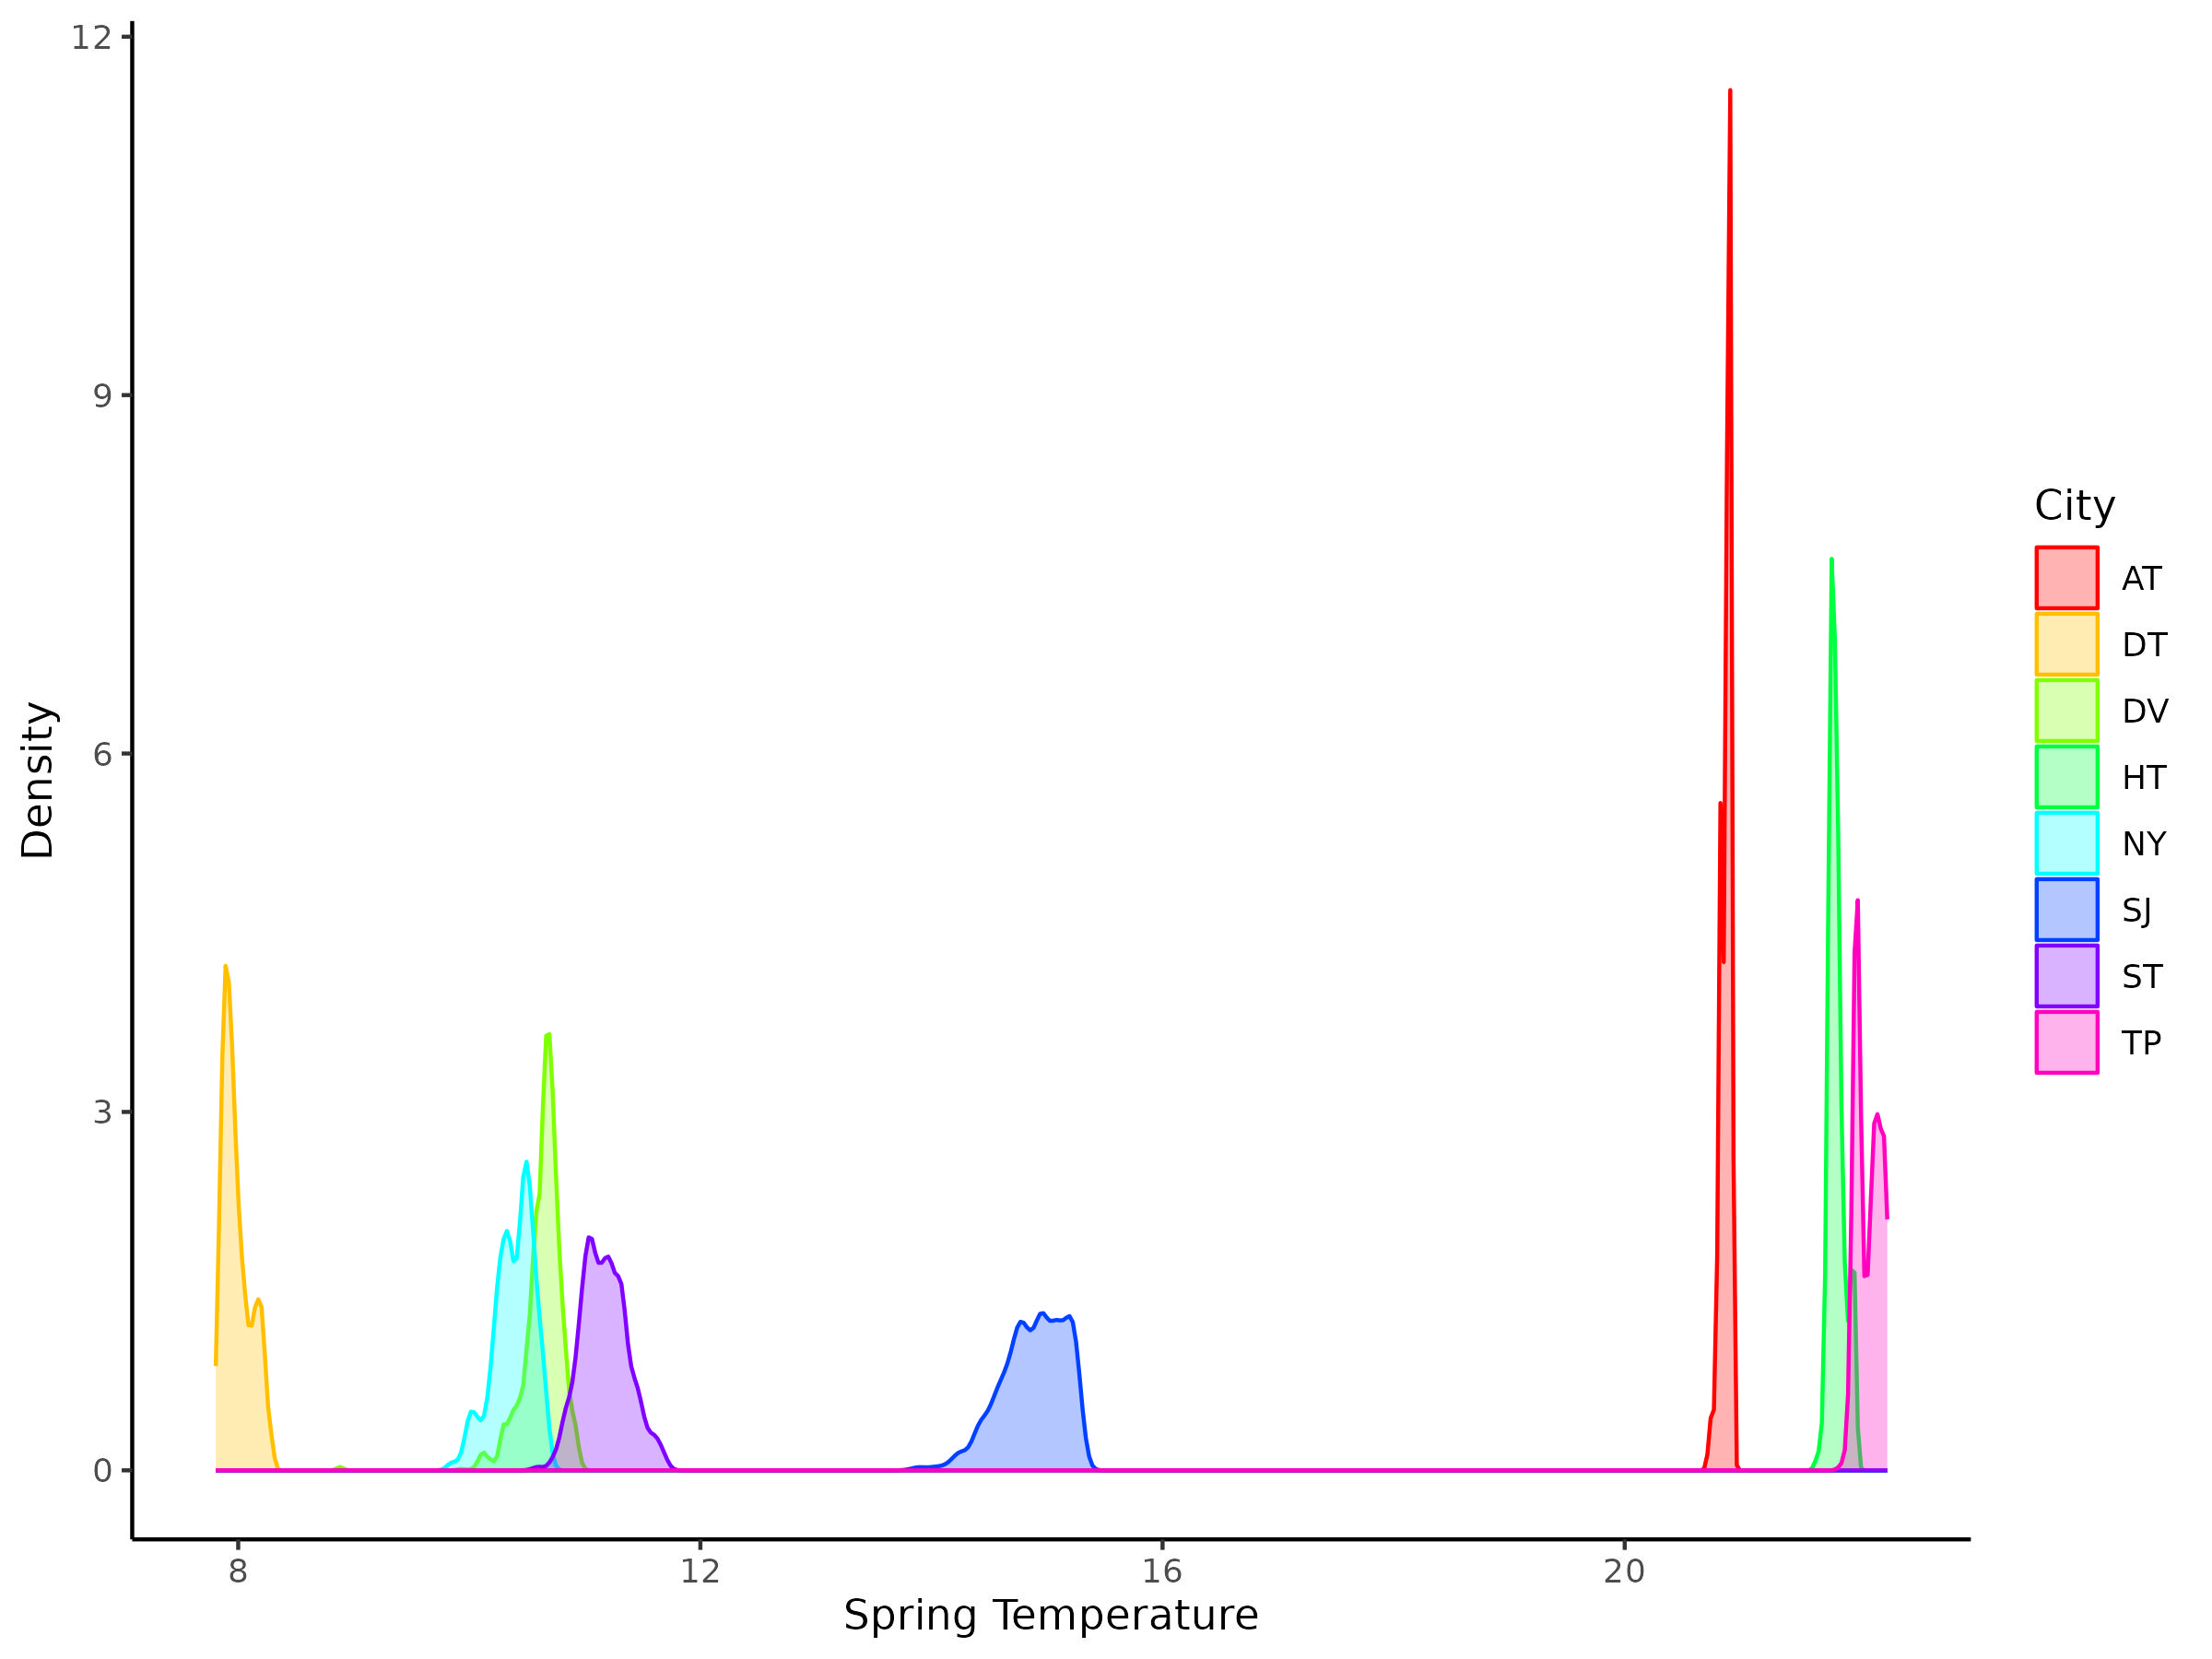 12
9
6
3
0
Density
8 12 16 20
Spring Temperature
City
AT
DT
DV
HT
NY
SJ
ST
TP